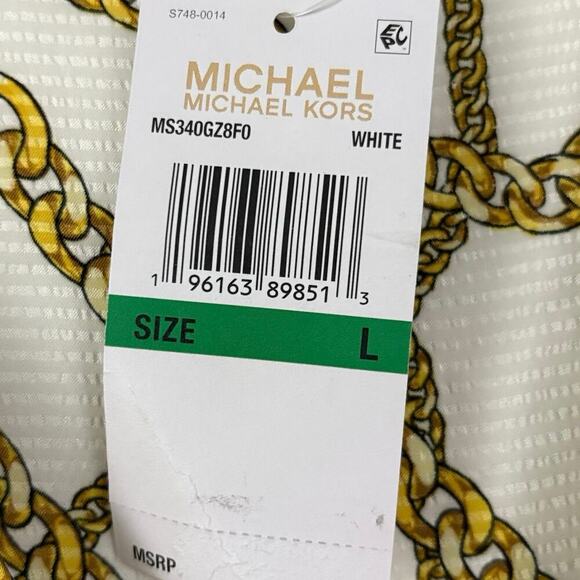 S748-0014
EPC
MICHAEL
MICHAEL KORS
MS340GZ8F0 WHITE
1 96163 89851 3
SIZE L
MSRP